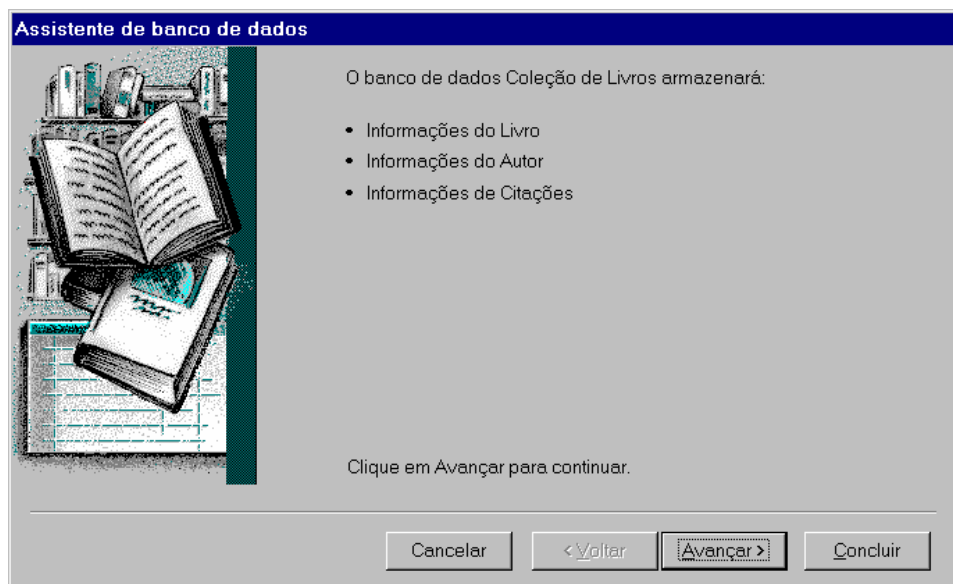 Assistente de banco de dados
O banco de dados Coleção de Livros armazenará:
• Informações do Livro
• Informações do Autor
• Informações de Citações
Clique em Avançar para continuar.
Cancelar < Voltar Avançar > Concluir